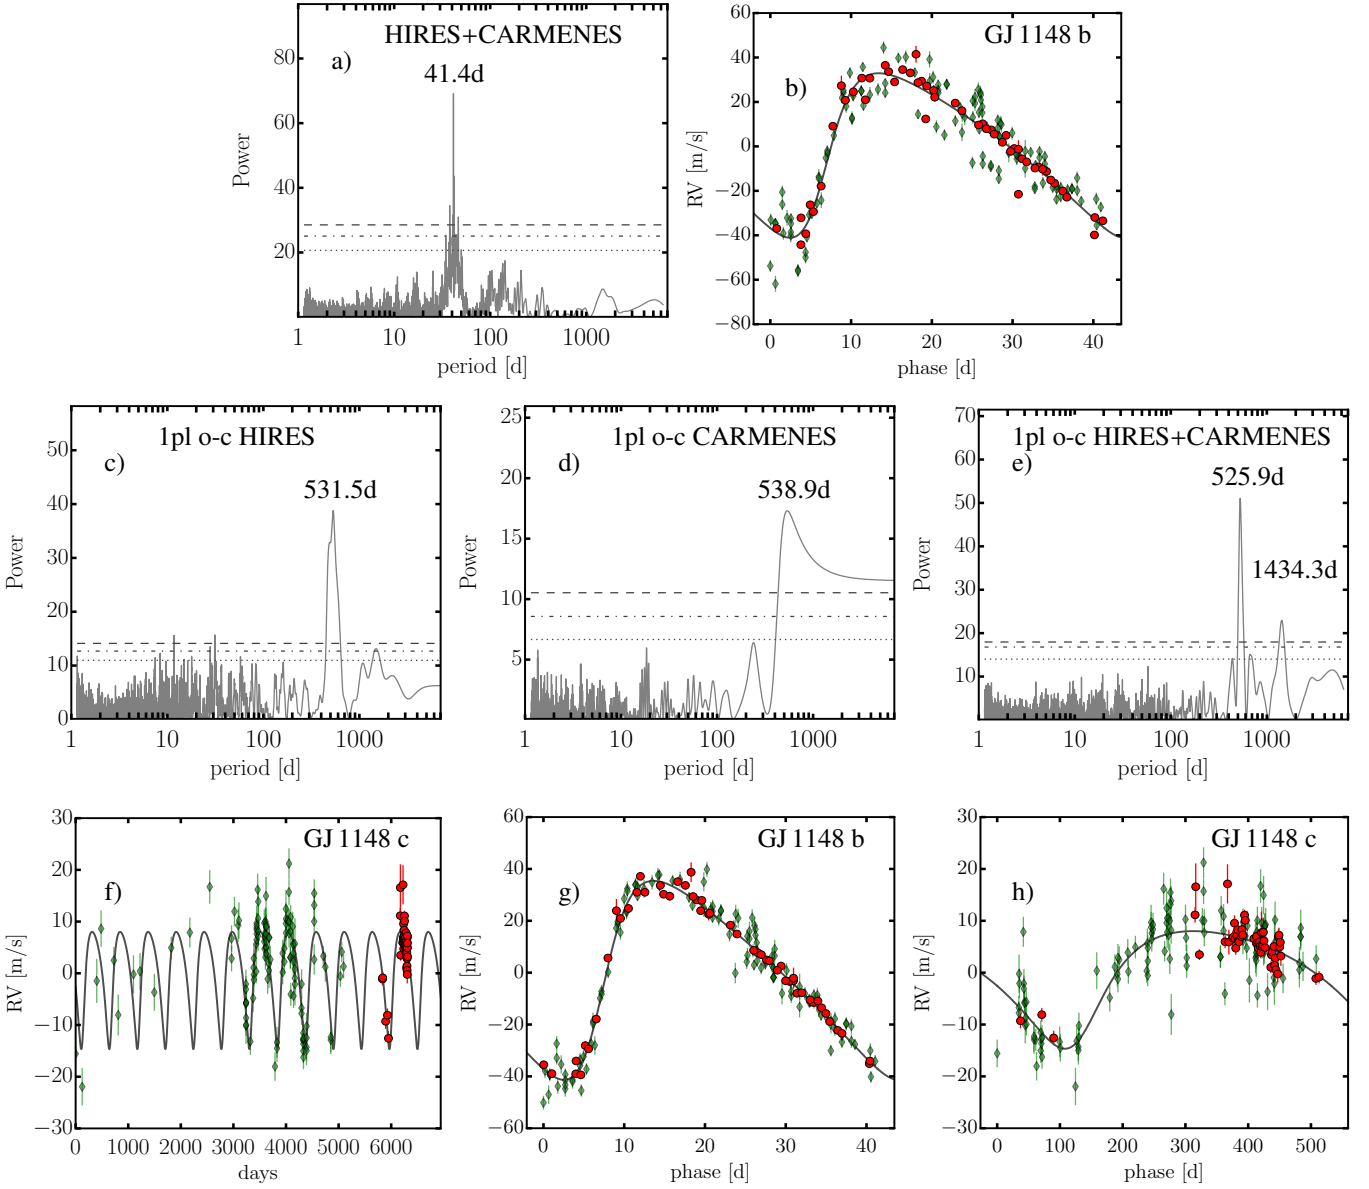 HIRES+CARMENES
a)
41.4d
Power
80
60
40
20
1
10
100
1000
period [d]
GJ 1148 b
b)
RV [m/s]
60
40
20
0
−20
−40
−60
−80
0
10
20
30
40
phase [d]
1pl o-c HIRES
c)
531.5d
Power
50
40
30
20
10
0
1
10
100
1000
period [d]
1pl o-c CARMENES
d)
538.9d
Power
25
20
15
10
5
1
10
100
1000
period [d]
1pl o-c HIRES+CARMENES
e)
525.9d
1434.3d
Power
70
60
50
40
30
20
10
1
10
100
1000
period [d]
GJ 1148 c
f)
RV [m/s]
30
20
10
0
−10
−20
−30
0
1000
2000
3000
4000
5000
6000
days
GJ 1148 b
g)
RV [m/s]
60
40
20
0
−20
−40
−60
0
10
20
30
40
phase [d]
GJ 1148 c
h)
RV [m/s]
30
20
10
0
−10
−20
−30
0
100
200
300
400
500
phase [d]